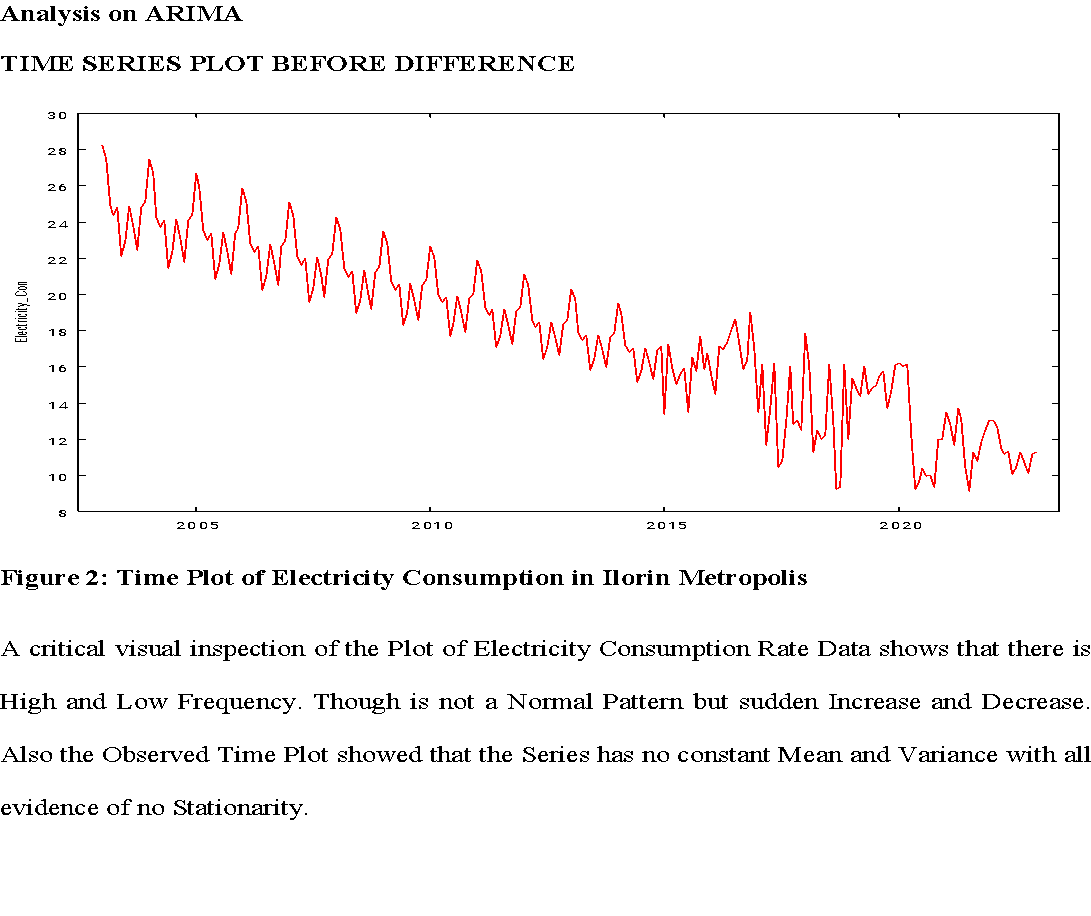 Analysis on ARIMA
TIME SERIES PLOT BEFORE DIFFERENCE
30
28
26
24
22
20
18
16
14
12
10
8
Electricity_Con
2005
2010
2015
2020
Figure 2: Time Plot of Electricity Consumption in Ilorin Metropolis
A critical visual inspection of the Plot of Electricity Consumption Rate Data shows that there is
High and Low Frequency. Though is not a Normal Pattern but sudden Increase and Decrease.
Also the Observed Time Plot showed that the Series has no constant Mean and Variance with all
evidence of no Stationarity.